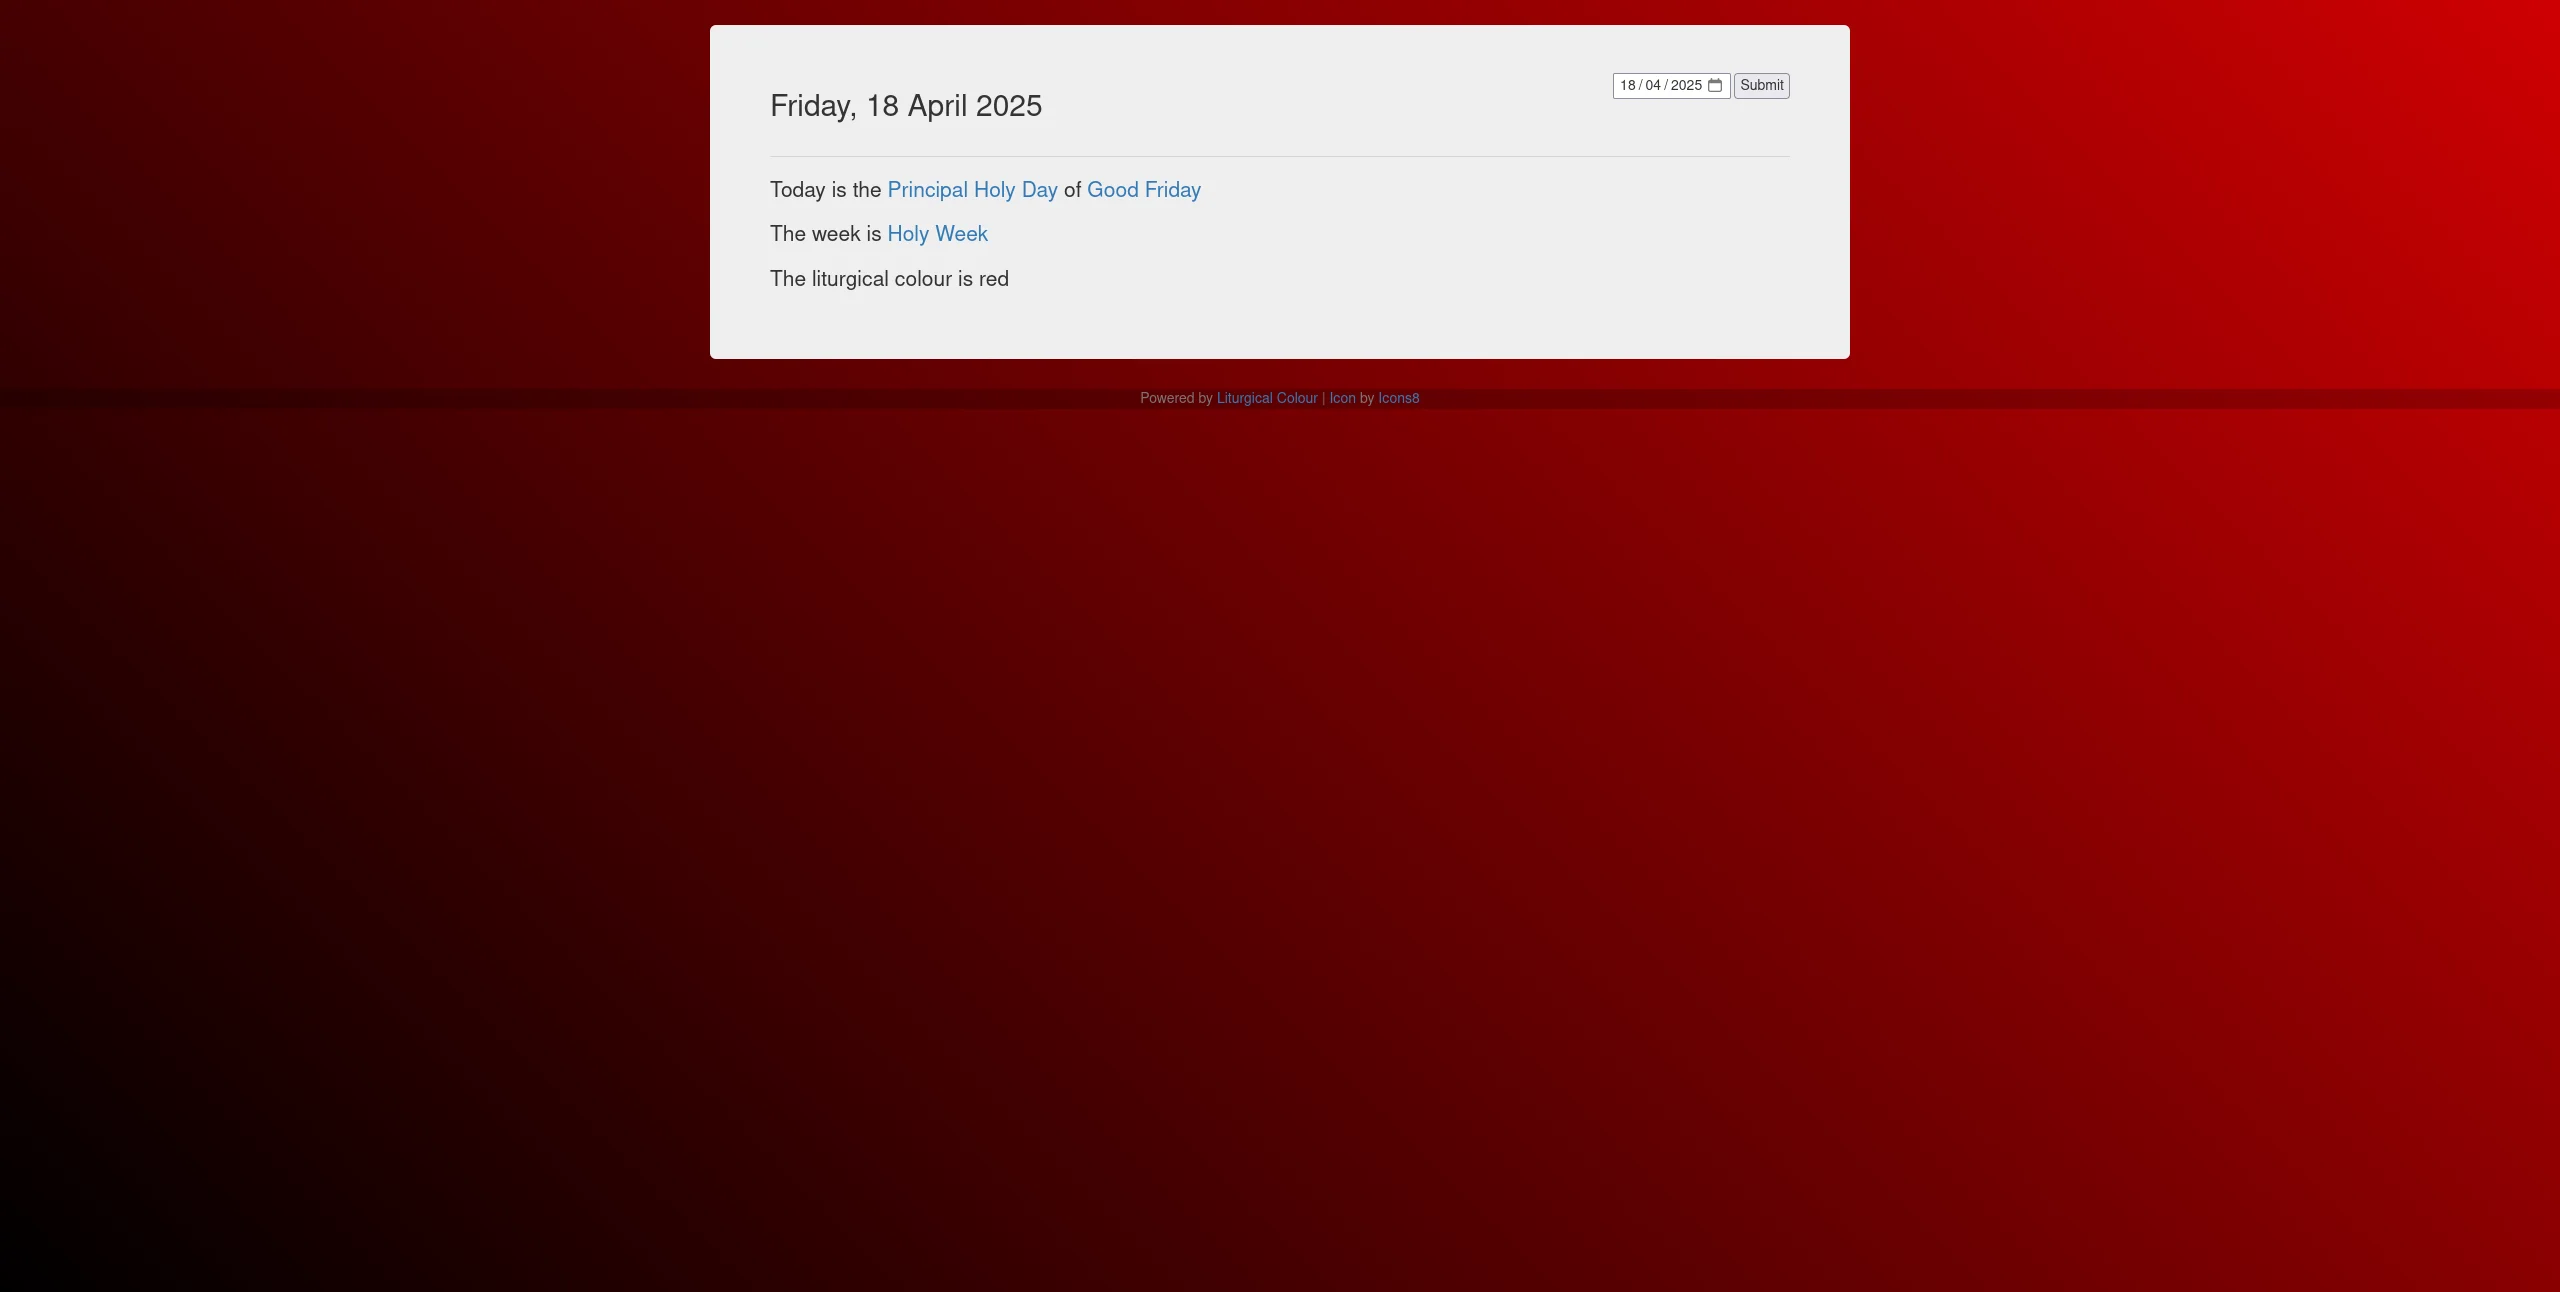 Friday, 18 April 2025
18/04/2025 Submit
Today is the Principal Holy Day of Good Friday
The week is Holy Week
The liturgical colour is red
Powered by Liturgical Colour | Icon by Icons8